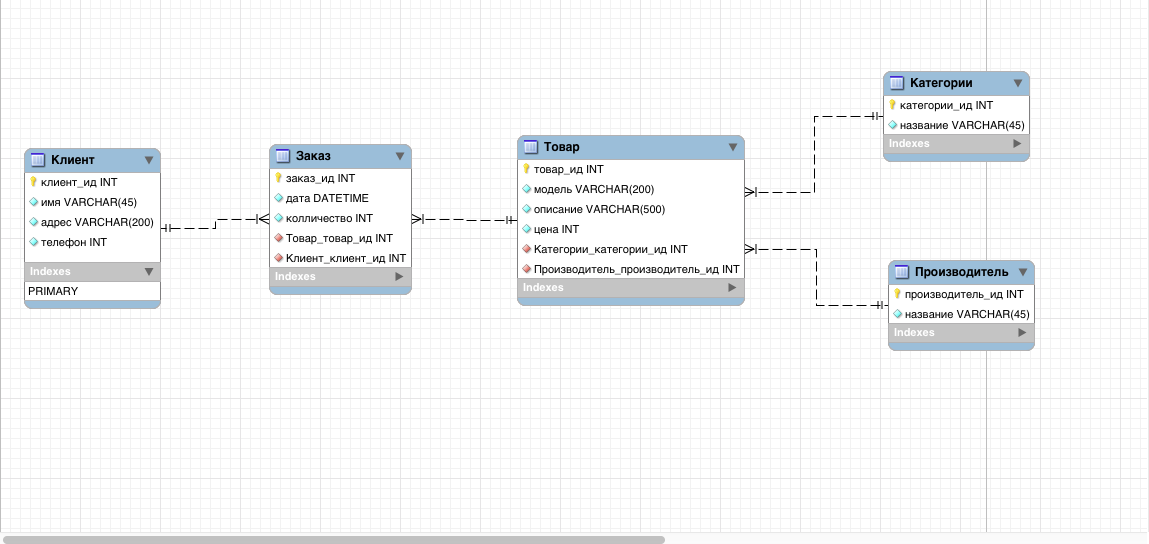 Клиент
клиент_ид INT
имя VARCHAR(45)
адрес VARCHAR(200)
телефон INT
Indexes
PRIMARY
Заказ
заказ_ид INT
дата DATETIME
колличество INT
Товар_товар_ид INT
Клиент_клиент_ид INT
Indexes
Товар
товар_ид INT
модель VARCHAR(200)
описание VARCHAR(500)
цена INT
Категории_категории_ид INT
Производитель_производитель_ид INT
Indexes
Категории
категории_ид INT
название VARCHAR(45)
Indexes
Производитель
производитель_ид INT
название VARCHAR(45)
Indexes